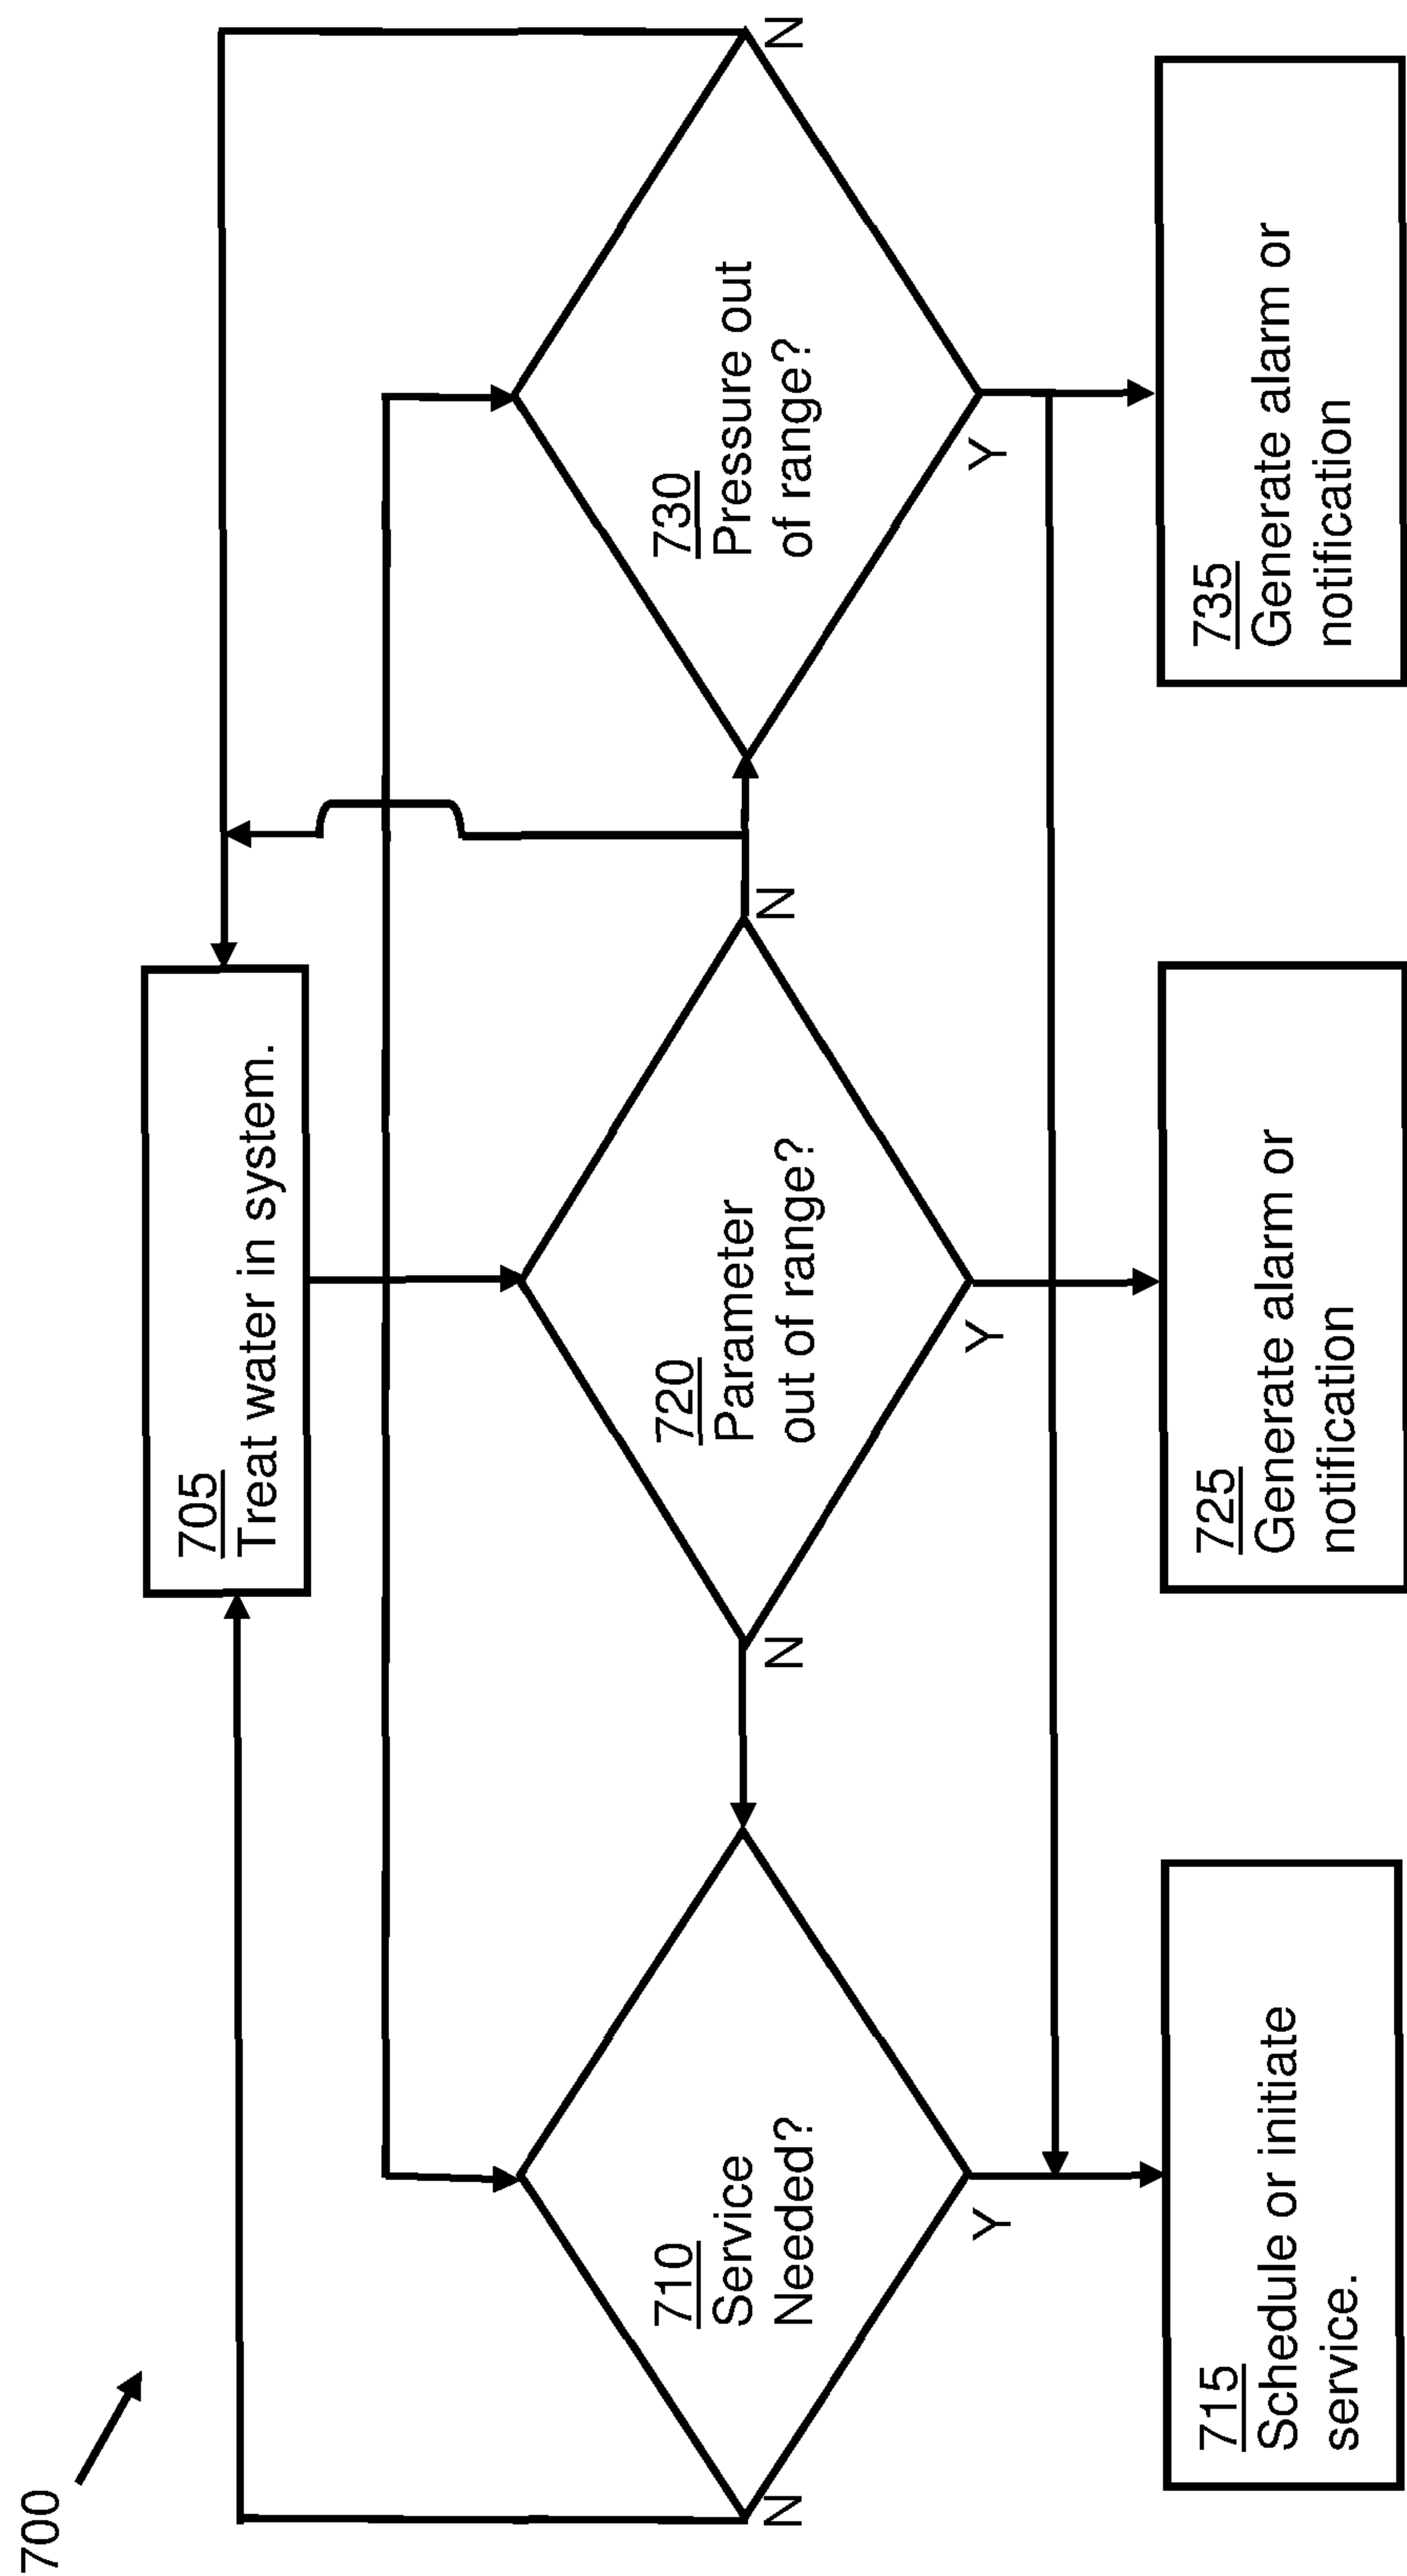 700
705
Treat water in system.
710
Service
Needed?
N
Y
720
Parameter
out of range?
N
N
Y
730
Pressure out
of range?
N
Y
715
Schedule or initiate
service.
725
Generate alarm or
notification
735
Generate alarm or
notification